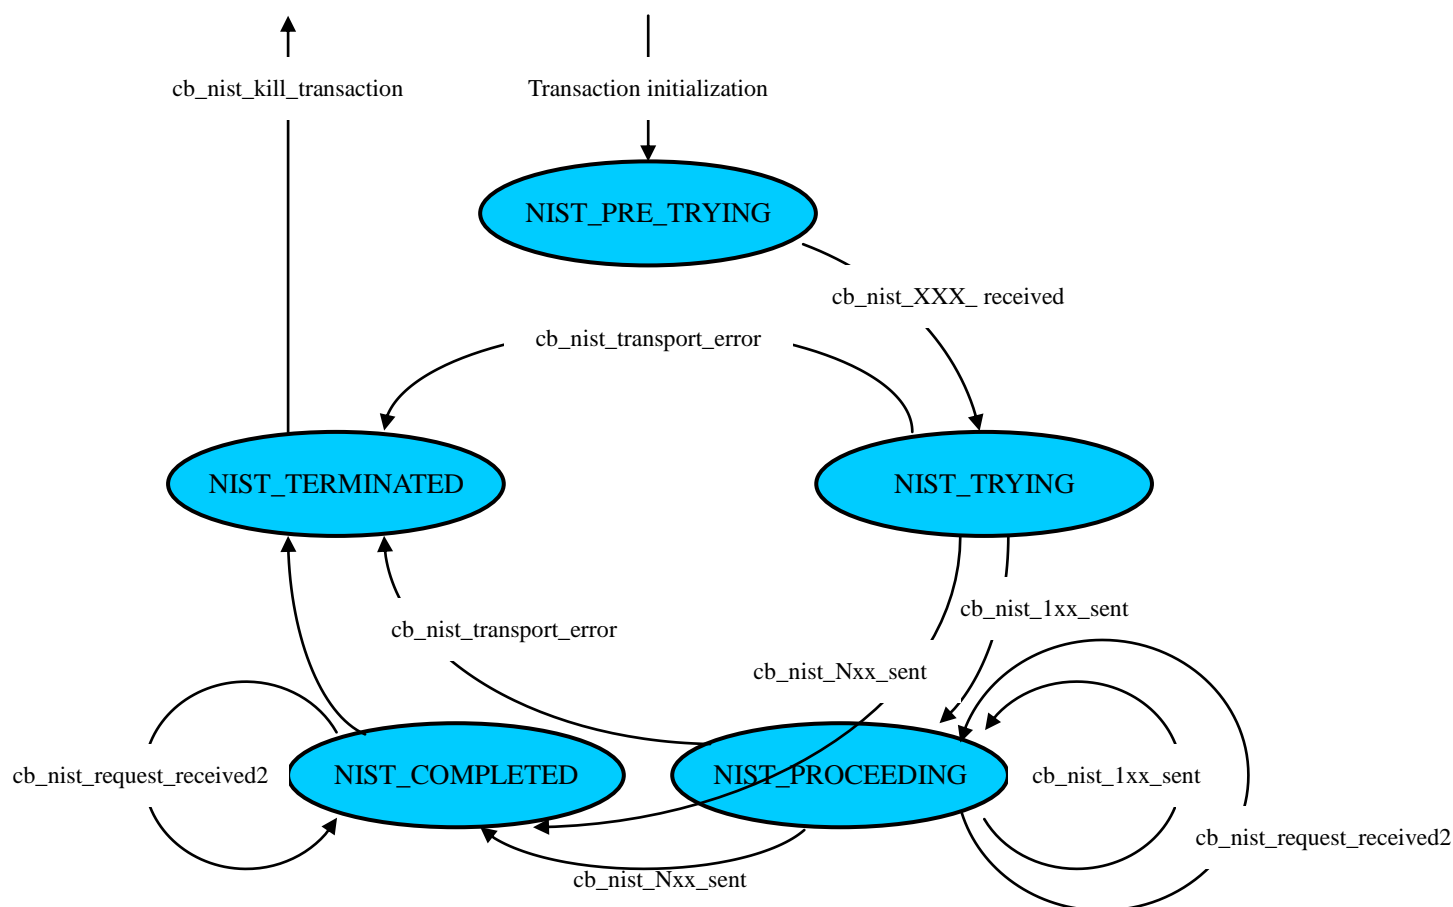 cb_nist_kill_transaction
Transaction initialization
NIST_PRE_TRYING
cb_nist_XXX_ received
cb_nist_transport_error
NIST_TERMINATED
NIST_TRYING
cb_nist_1xx_sent
cb_nist_transport_error
cb_nist_Nxx_sent
cb_nist_request_received2
NIST_COMPLETED
NIST_PROCEEDING
cb_nist_1xx_sent
cb_nist_request_received2
cb_nist_Nxx_sent